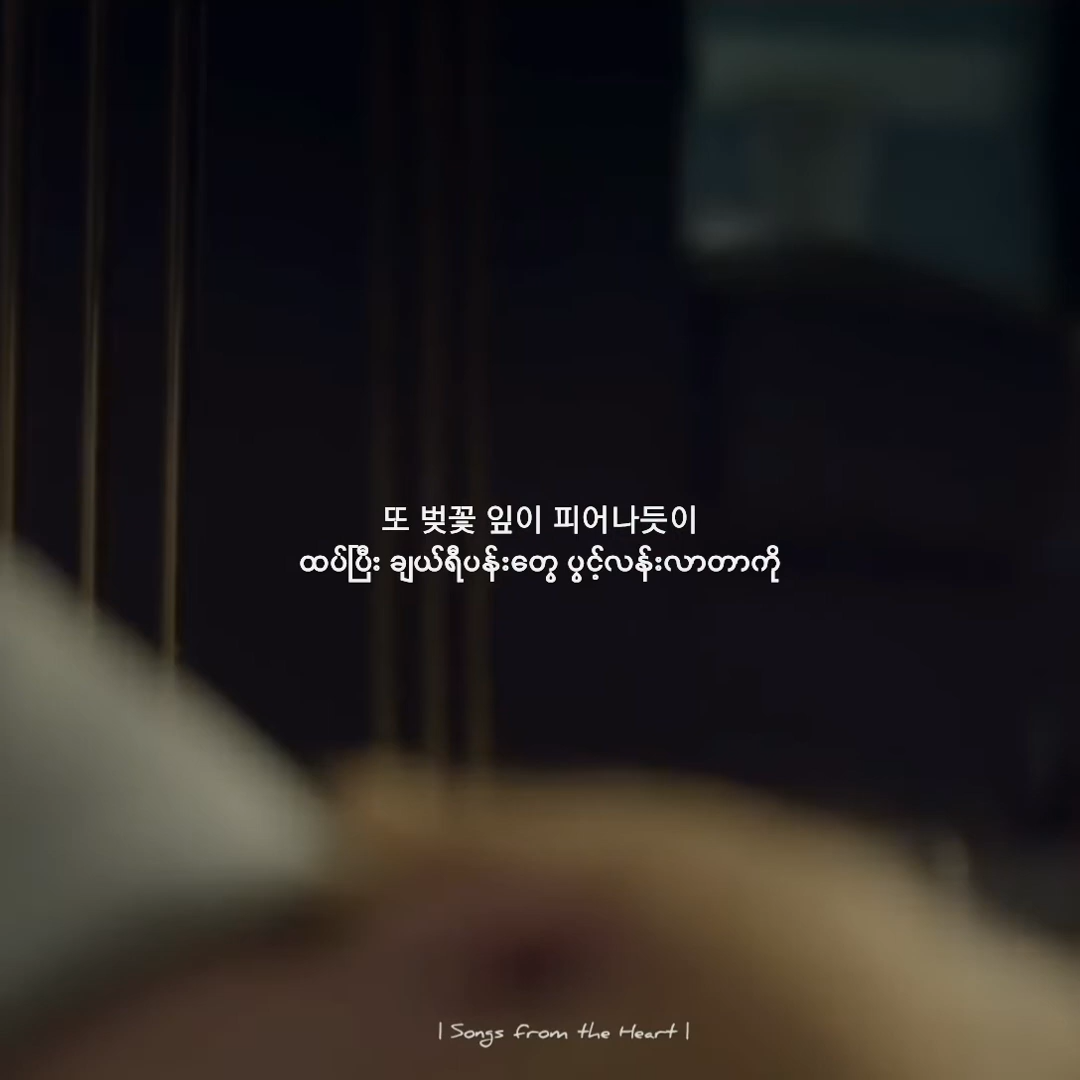 또 벚꽃 잎이 피어나듯이
ထပ်ပြီး ချယ်ရီပန်းတွေ ပွင့်လန်းလာတာကို
| Songs from the Heart |